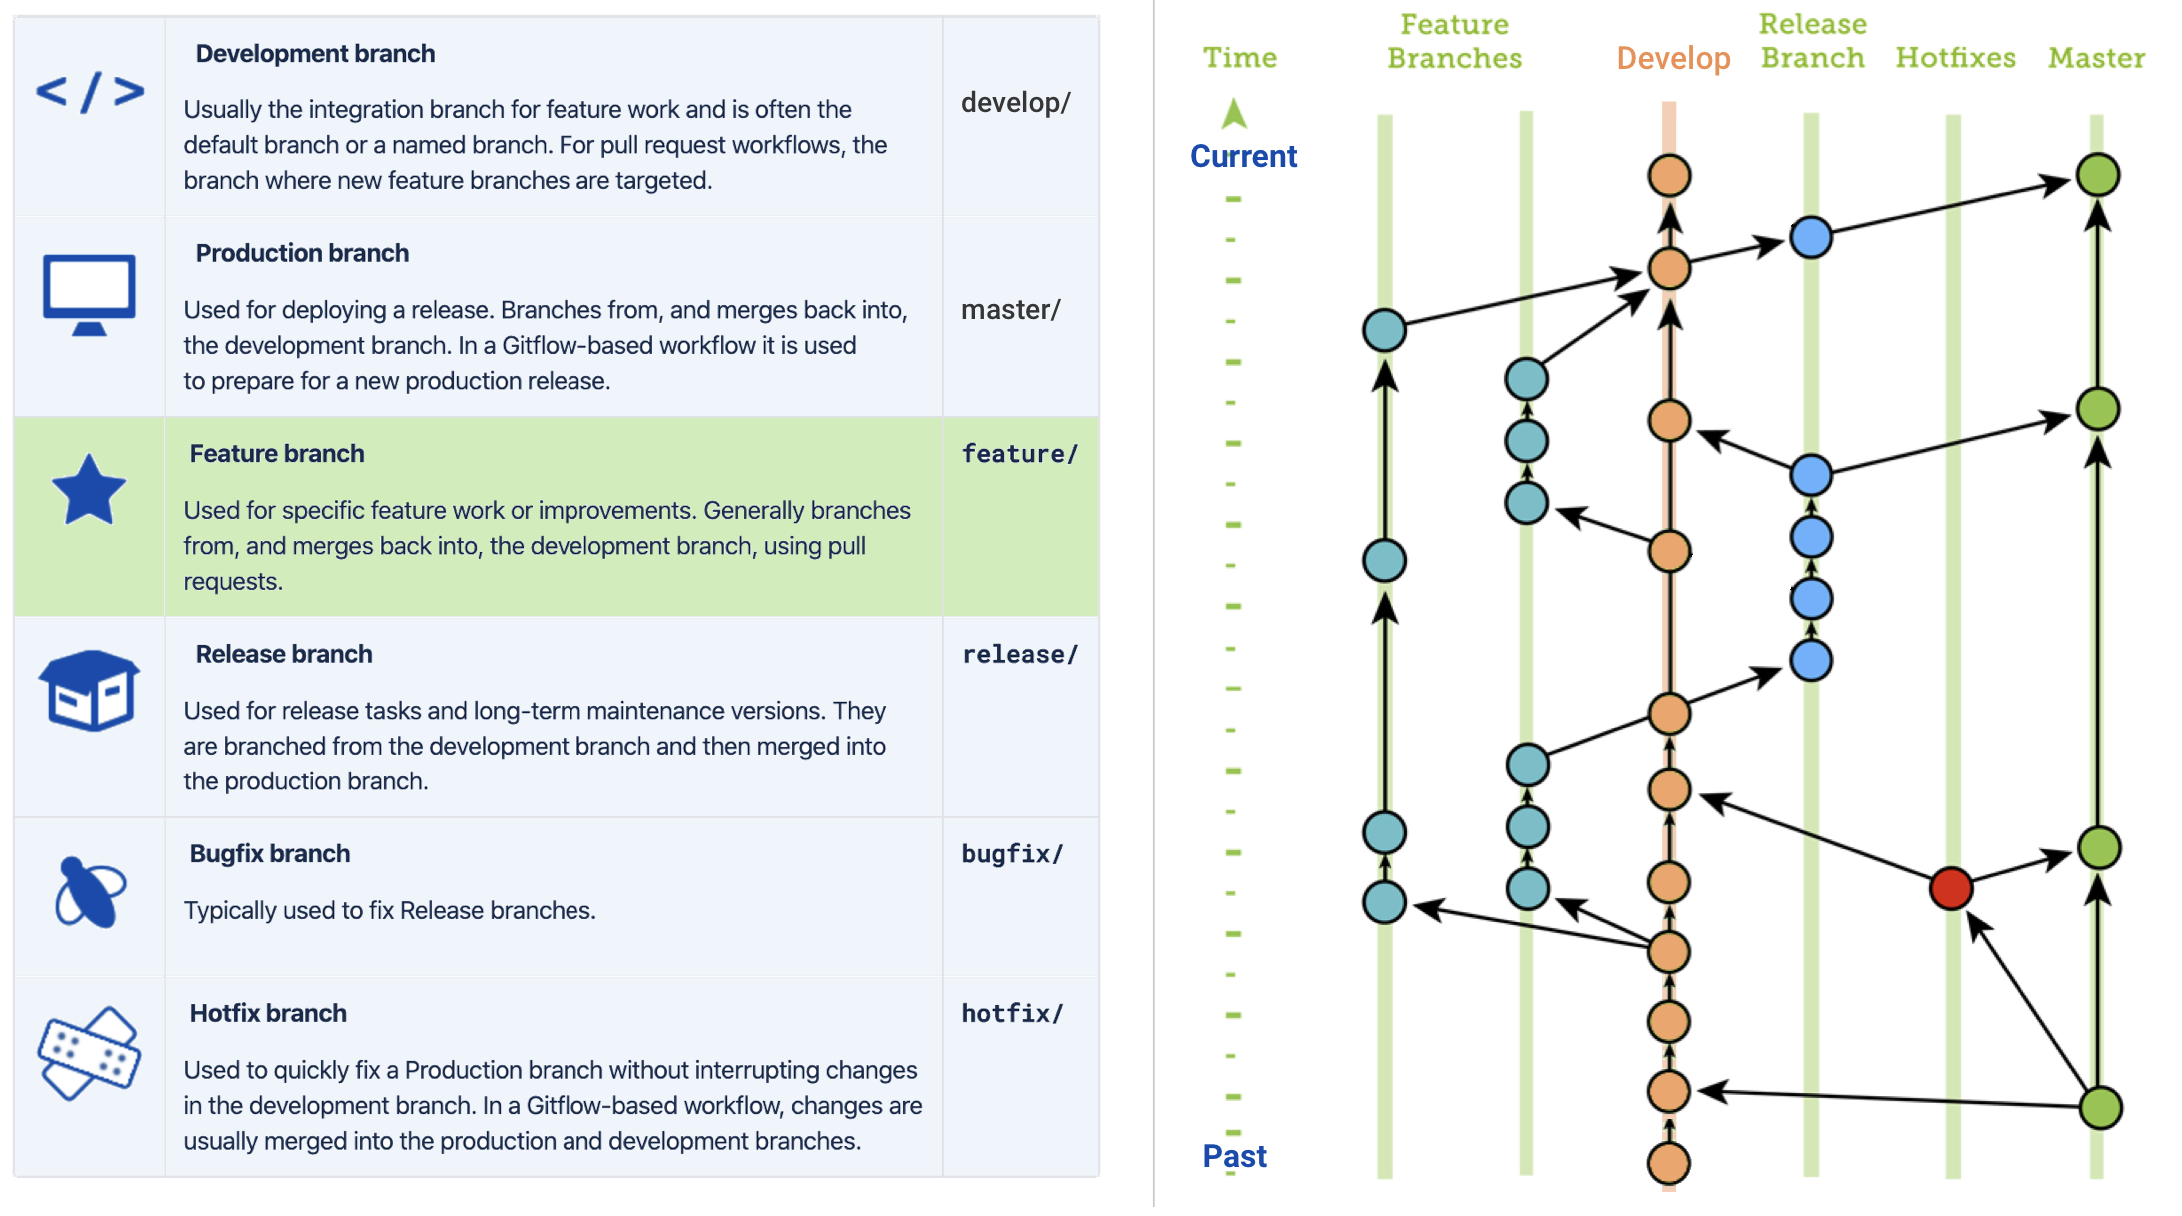 Development branch
Usually the integration branch for feature work and is often the
default branch or a named branch. For pull request workflows, the
branch where new feature branches are targeted.
develop/
Production branch
Used for deploying a release. Branches from, and merges back into,
the development branch. In a Gitflow-based workflow it is used
to prepare for a new production release.
master/
Feature branch
Used for specific feature work or improvements. Generally branches
from, and merges back into, the development branch, using pull
requests.
feature/
Release branch
Used for release tasks and long-term maintenance versions. They
are branched from the development branch and then merged into
the production branch.
release/
Bugfix branch
Typically used to fix Release branches.
bugfix/
Hotfix branch
Used to quickly fix a Production branch without interrupting changes
in the development branch. In a Gitflow-based workflow, changes are
usually merged into the production and development branches.
hotfix/
Time
Feature
Branches
Develop
Release
Branch
Hotfixes
Master
Current
Past